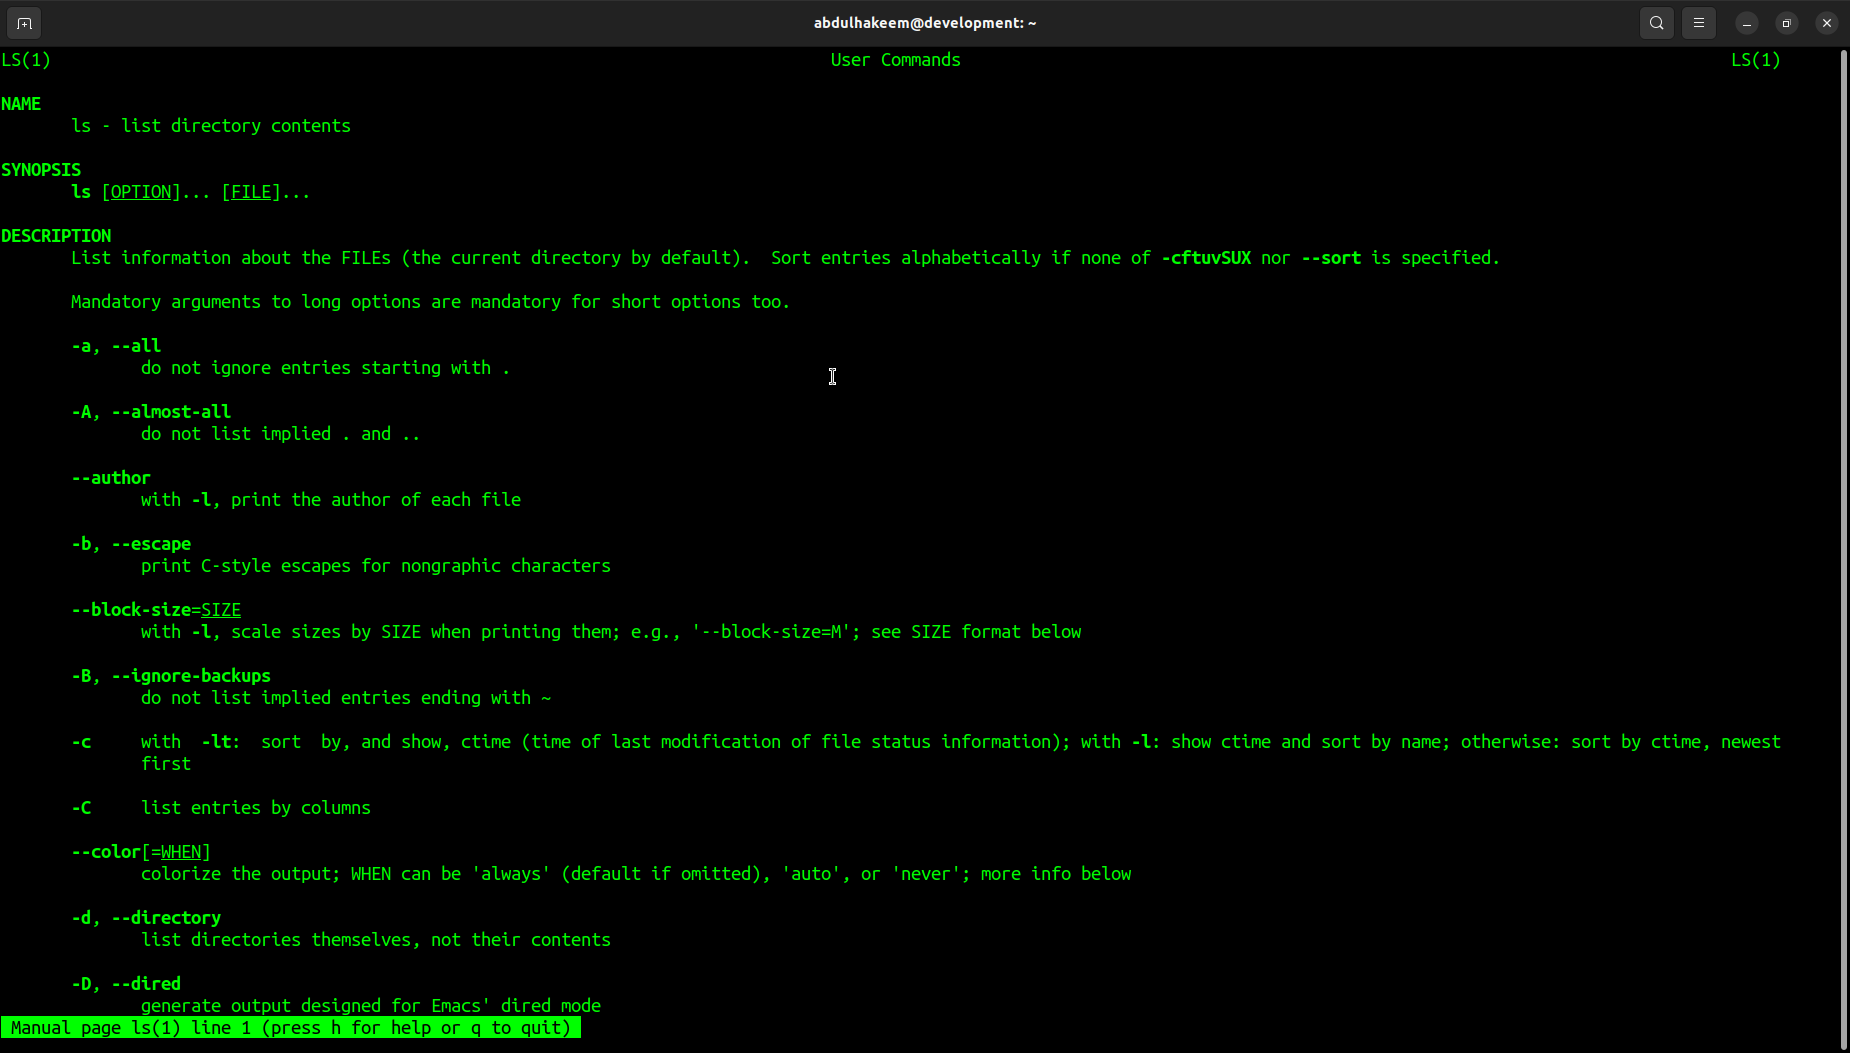 abdulhakeem@development: ~
LS(1) User Commands LS(1)
NAME
ls - list directory contents
SYNOPSIS
ls [OPTION]... [FILE]...
DESCRIPTION
List information about the FILEs (the current directory by default).  Sort entries alphabetically if none of -cftuvSUX nor --sort is specified.
Mandatory arguments to long options are mandatory for short options too.
-a, --all
do not ignore entries starting with .
-A, --almost-all
do not list implied . and ..
--author
with -l, print the author of each file
-b, --escape
print C-style escapes for nongraphic characters
--block-size=SIZE
with -l, scale sizes by SIZE when printing them; e.g., '--block-size=M'; see SIZE format below
-B, --ignore-backups
do not list implied entries ending with ~
-c with  -lt:  sort  by, and show, ctime (time of last modification of file status information); with -l: show ctime and sort by name; otherwise: sort by ctime, newest
first
-C list entries by columns
--color[=WHEN]
colorize the output; WHEN can be 'always' (default if omitted), 'auto', or 'never'; more info below
-d, --directory
list directories themselves, not their contents
-D, --dired
generate output designed for Emacs' dired mode
Manual page ls(1) line 1 (press h for help or q to quit)